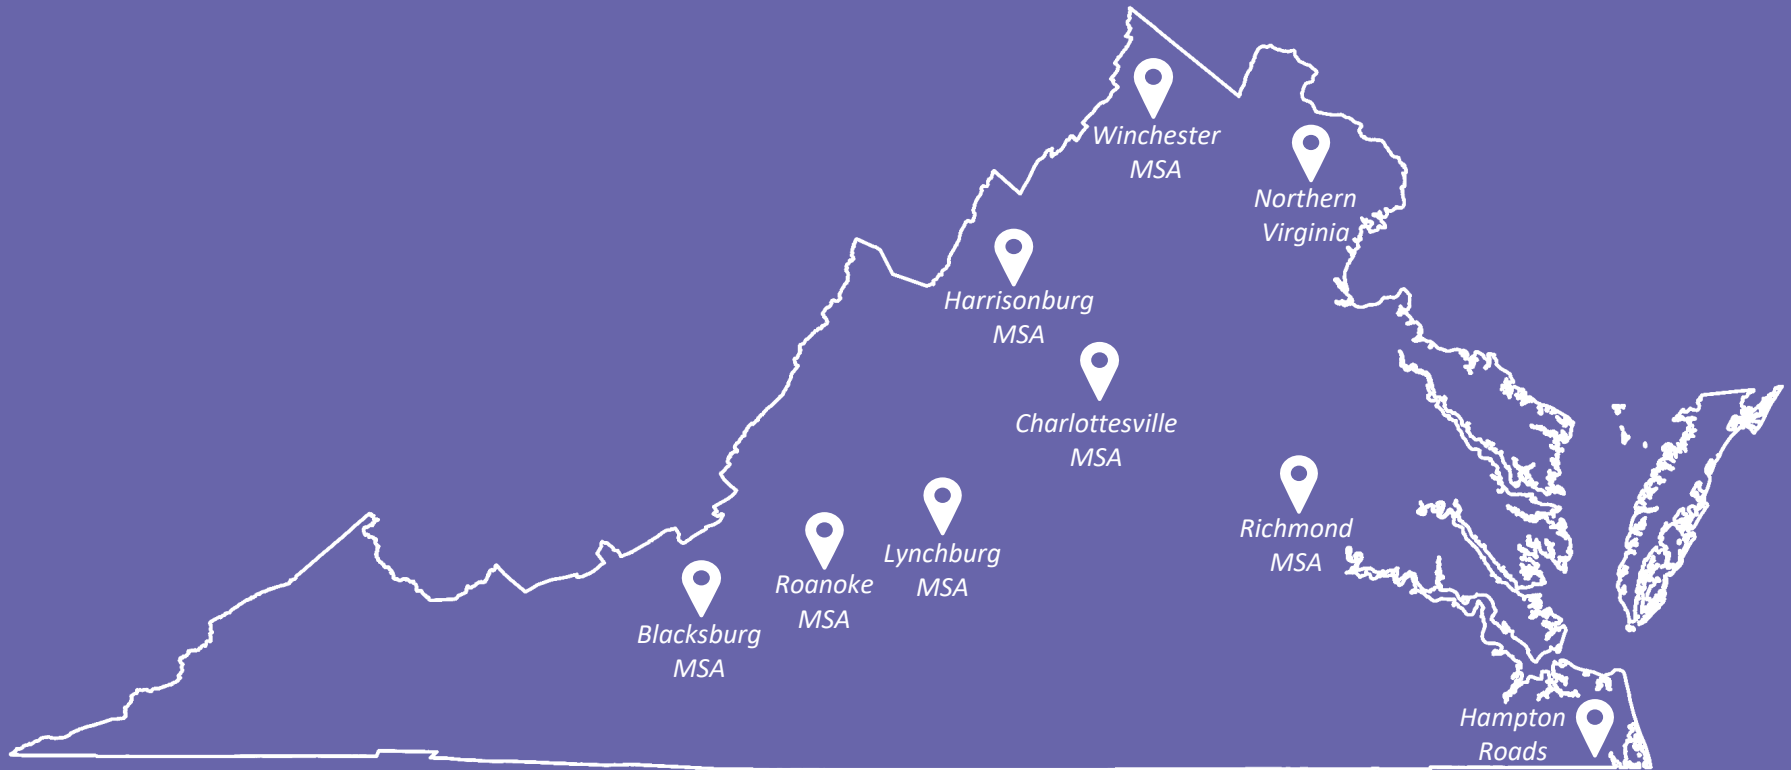 Winchester
MSA
Northern
Virginia
Harrisonburg
MSA
Charlottesville
MSA
Richmond
MSA
Lynchburg
MSA
Roanoke
MSA
Blacksburg
MSA
Hampton
Roads